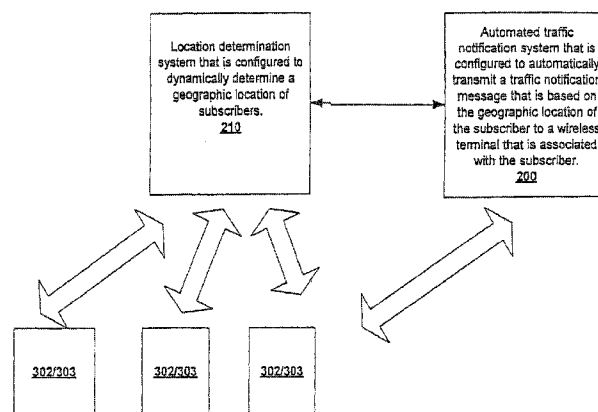 Location determination
system that is configured to
dynamically determine a
geographic location of
subscribers.
210
Automated traffic
notification system that is
configured to automatically
transmit a traffic notification
message that is based on
the geographic location of
the subscriber to a wireless
terminal that is associated
with the subscriber.
200
302/303
302/303
302/303